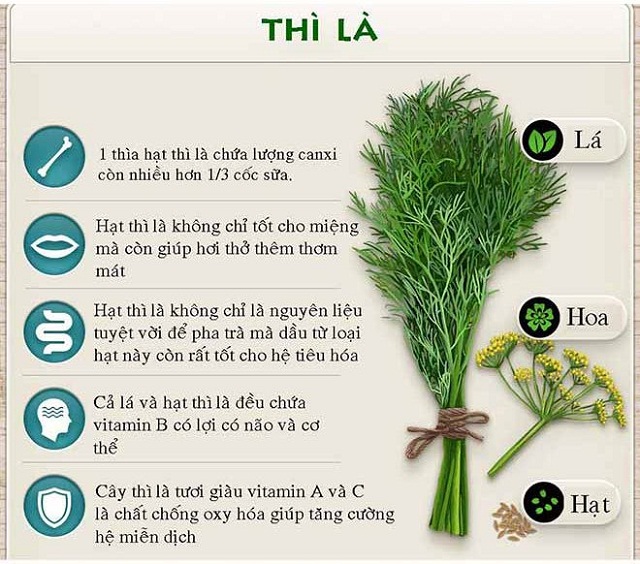 THÌ LÀ
1 thìa hạt thì là chứa lượng canxi
còn nhiều hơn 1/3 cốc sữa.
Hạt thì là không chỉ tốt cho miệng
mà còn giúp hơi thở thêm thơm
mát
Hạt thì là không chỉ là nguyên liệu
tuyệt vời để pha trà mà dầu từ loại
hạt này còn rất tốt cho hệ tiêu hóa
Cả lá và hạt thì là đều chứa
vitamin B có lợi có não và cơ
thể
Cây thì là tươi giàu vitamin A và C
là chất chống oxy hóa giúp tăng cường
hệ miễn dịch
Lá
Hoa
Hạt